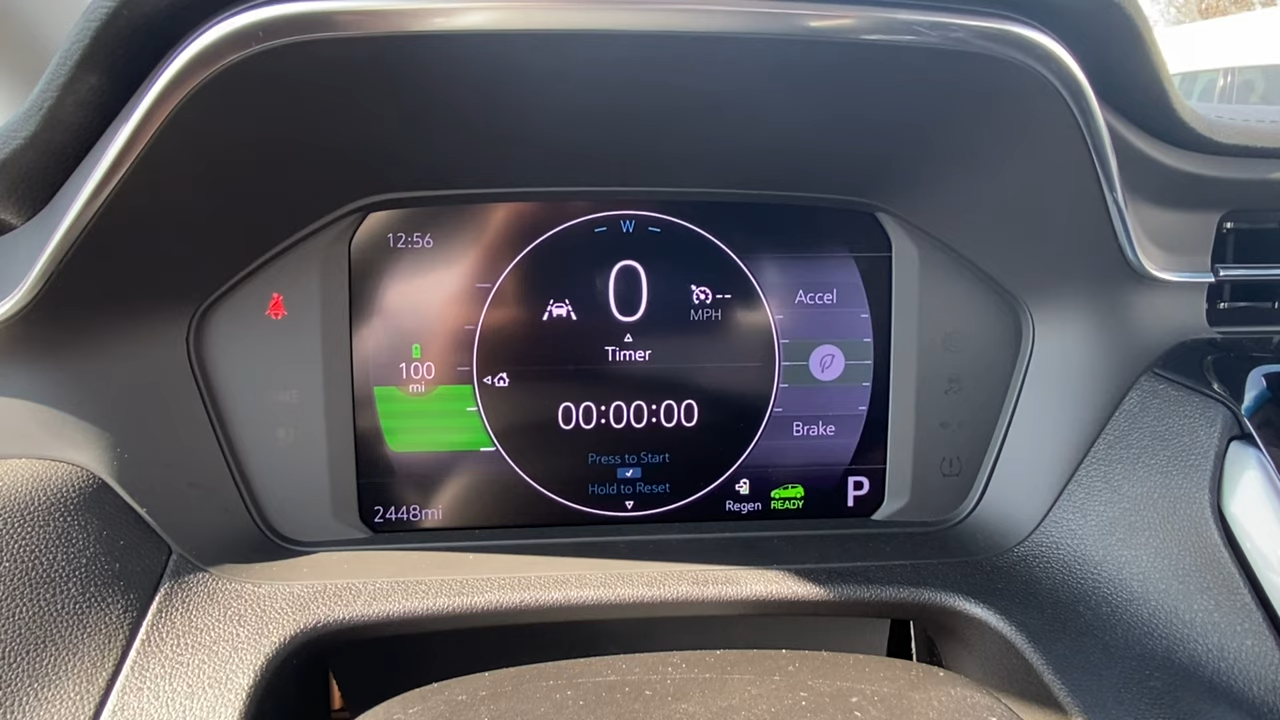 12:56
W
0
--
MPH
Accel
Timer
100
mi
00:00:00
Brake
Press to Start
Hold to Reset
Regen
READY
P
2448mi